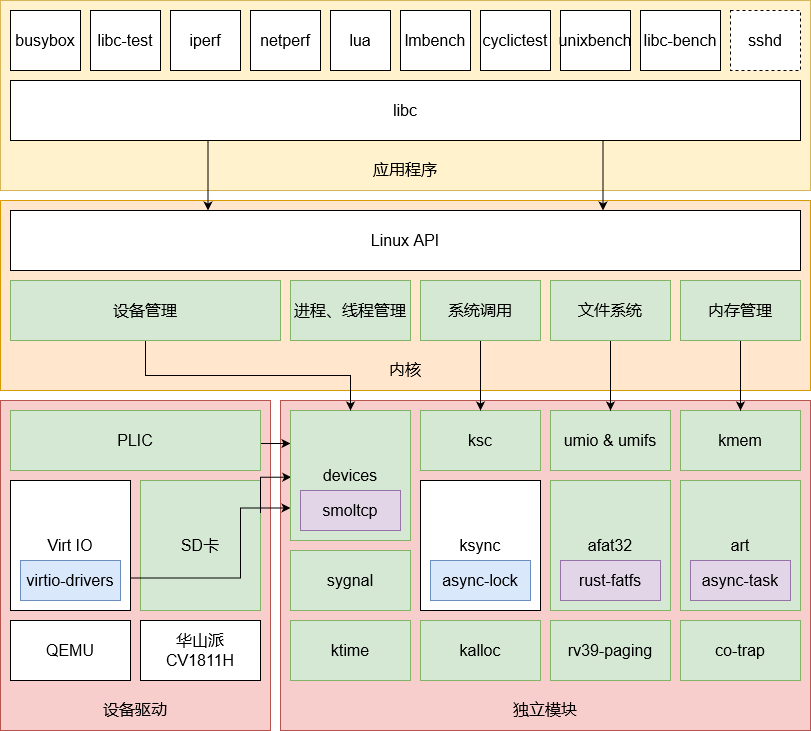 busybox
libc-test
iperf
netperf
lua
lmbench
cyclictest
unixbench
libc-bench
sshd
libc
应用程序
Linux API
设备管理
进程、线程管理
系统调用
文件系统
内存管理
内核
PLIC
Virt IO
virtio-drivers
SD卡
QEMU
华山派
CV1811H
设备驱动
devices
smoltcp
ksc
umio & umifs
kmem
ksync
async-lock
afat32
rust-fatfs
art
async-task
sygnal
ktime
kalloc
rv39-paging
co-trap
独立模块